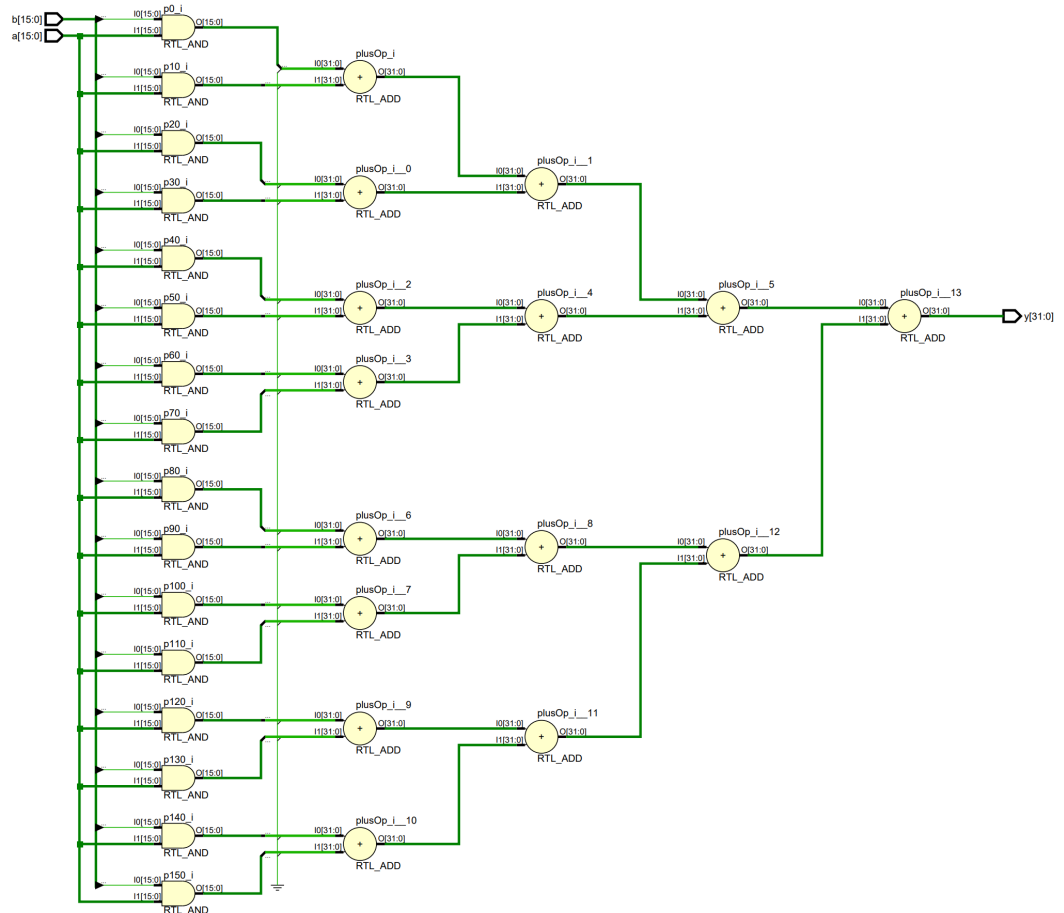 b[15:0]
a[15:0]
p0_i
I0[15:0]
I1[15:0]
O[15:0]
RTL_AND
p10_i
I0[15:0]
I1[15:0]
O[15:0]
RTL_AND
p20_i
I0[15:0]
I1[15:0]
O[15:0]
RTL_AND
p30_i
I0[15:0]
I1[15:0]
O[15:0]
RTL_AND
p40_i
I0[15:0]
I1[15:0]
O[15:0]
RTL_AND
p50_i
I0[15:0]
I1[15:0]
O[15:0]
RTL_AND
p60_i
I0[15:0]
I1[15:0]
O[15:0]
RTL_AND
p70_i
I0[15:0]
I1[15:0]
O[15:0]
RTL_AND
p80_i
I0[15:0]
I1[15:0]
O[15:0]
RTL_AND
p90_i
I0[15:0]
I1[15:0]
O[15:0]
RTL_AND
p100_i
I0[15:0]
I1[15:0]
O[15:0]
RTL_AND
p110_i
I0[15:0]
I1[15:0]
O[15:0]
RTL_AND
p120_i
I0[15:0]
I1[15:0]
O[15:0]
RTL_AND
p130_i
I0[15:0]
I1[15:0]
O[15:0]
RTL_AND
p140_i
I0[15:0]
I1[15:0]
O[15:0]
RTL_AND
p150_i
I0[15:0]
I1[15:0]
O[15:0]
RTL_AND
plusOp_i
I0[31:0]
I1[31:0]
+
O[31:0]
RTL_ADD
plusOp_i__0
I0[31:0]
I1[31:0]
+
O[31:0]
RTL_ADD
plusOp_i__2
I0[31:0]
I1[31:0]
+
O[31:0]
RTL_ADD
plusOp_i__3
I0[31:0]
I1[31:0]
+
O[31:0]
RTL_ADD
plusOp_i__6
I0[31:0]
I1[31:0]
+
O[31:0]
RTL_ADD
plusOp_i__7
I0[31:0]
I1[31:0]
+
O[31:0]
RTL_ADD
plusOp_i__9
I0[31:0]
I1[31:0]
+
O[31:0]
RTL_ADD
plusOp_i__10
I0[31:0]
I1[31:0]
+
O[31:0]
RTL_ADD
plusOp_i__1
I0[31:0]
I1[31:0]
+
O[31:0]
RTL_ADD
plusOp_i__4
I0[31:0]
I1[31:0]
+
O[31:0]
RTL_ADD
plusOp_i__8
I0[31:0]
I1[31:0]
+
O[31:0]
RTL_ADD
plusOp_i__11
I0[31:0]
I1[31:0]
+
O[31:0]
RTL_ADD
plusOp_i__5
I0[31:0]
I1[31:0]
+
O[31:0]
RTL_ADD
plusOp_i__12
I0[31:0]
I1[31:0]
+
O[31:0]
RTL_ADD
plusOp_i__13
I0[31:0]
I1[31:0]
+
O[31:0]
RTL_ADD
y[31:0]